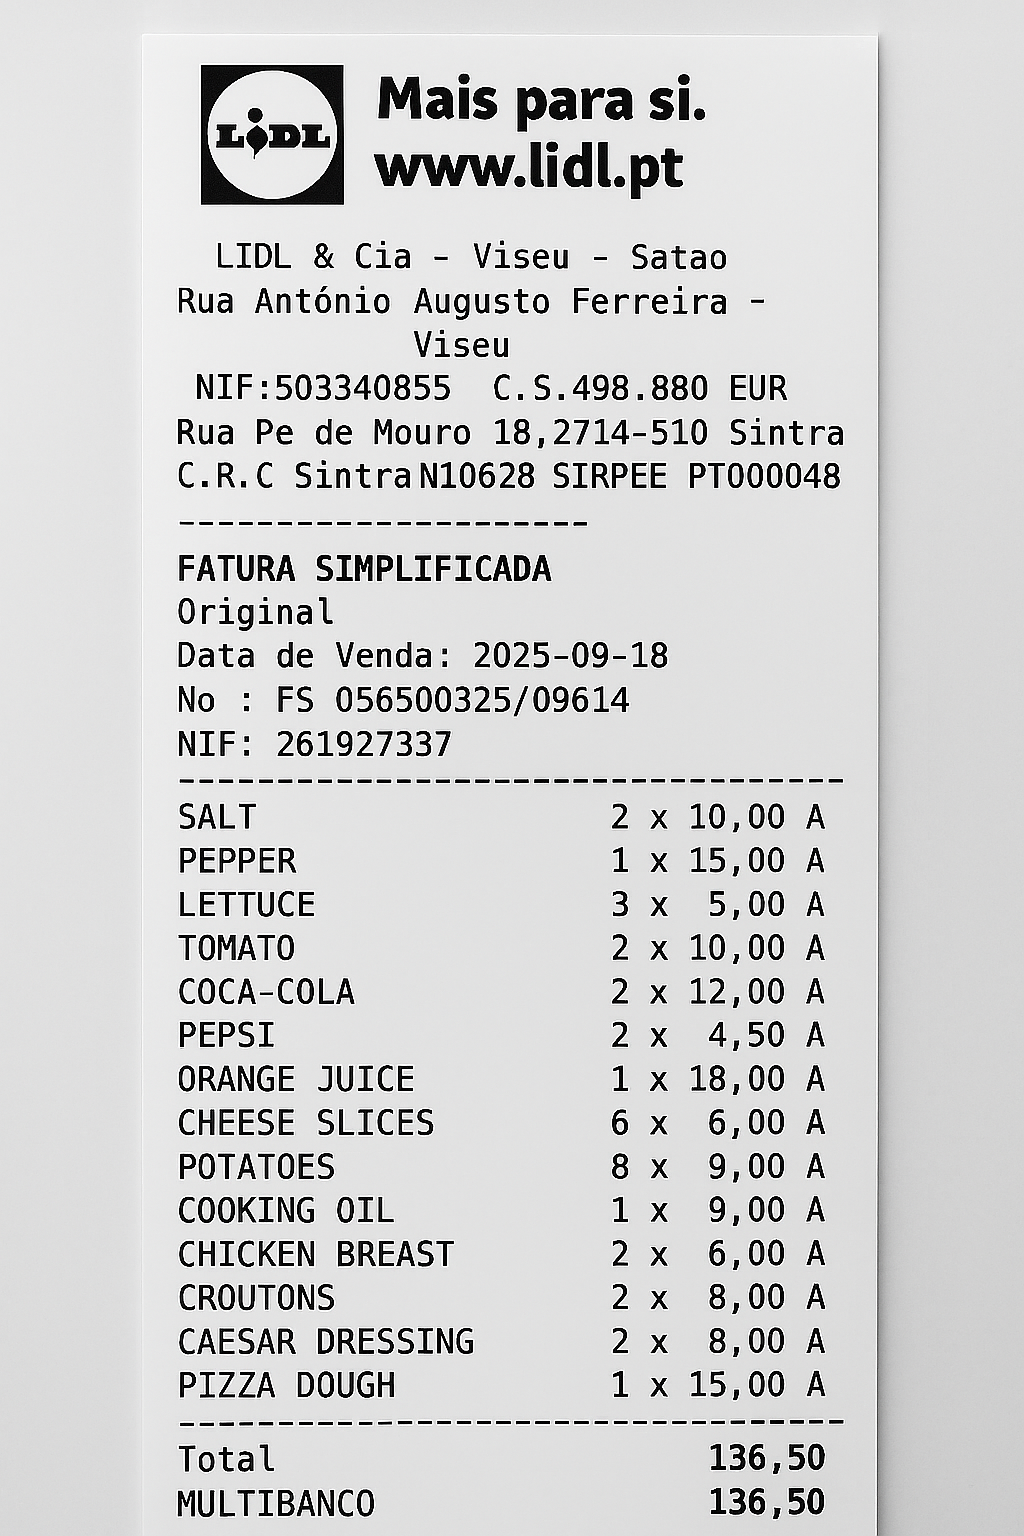 LIDL
Mais para si.
www.lidl.pt
LIDL & Cia - Viseu - Satao
Rua António Augusto Ferreira -
Viseu
NIF:503340855 C.S.498.880 EUR
Rua Pe de Mouro 18,2714-510 Sintra
C.R.C Sintra N10628 SIRPEE PT000048
---------------------
FATURA SIMPLIFICADA
Original
Data de Venda: 2025-09-18
No : FS 056500325/09614
NIF: 261927337
----------------------------------
SALT 2 x 10,00 A
PEPPER 1 x 15,00 A
LETTUCE 3 x 5,00 A
TOMATO 2 x 10,00 A
COCA-COLA 2 x 12,00 A
PEPSI 2 x 4,50 A
ORANGE JUICE 1 x 18,00 A
CHEESE SLICES 6 x 6,00 A
POTATOES 8 x 9,00 A
COOKING OIL 1 x 9,00 A
CHICKEN BREAST 2 x 6,00 A
CROUTONS 2 x 8,00 A
CAESAR DRESSING 2 x 8,00 A
PIZZA DOUGH 1 x 15,00 A
----------------------------------
Total 136,50
MULTIBANCO 136,50